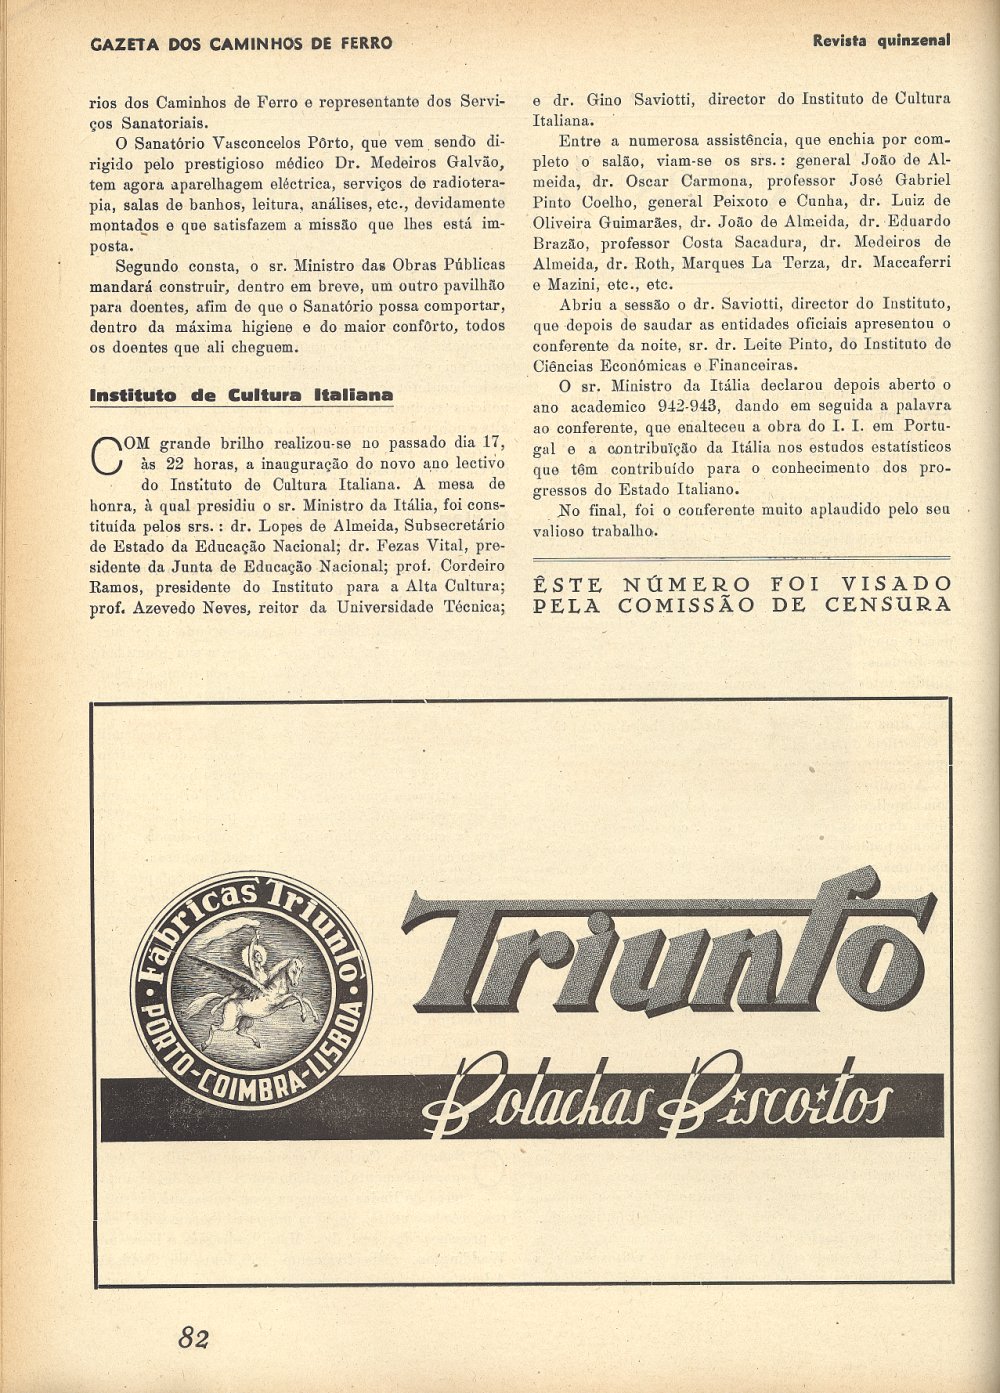 GAZETA DOS CAMINHOS DE FERRO
Revista quinzenal
rios dos Caminhos de Ferro e representante dos Servi-
ços Sanatoriais.
O Sanatório Vasconcelos Pôrto, que vem sendo di-
rigido pelo prestigioso médico Dr. Medeiros Galvão,
tem agora aparelhagem eléctrica, serviços de radiotera-
pia, salas de banhos, leitura, análises, etc., devidamente
montados e que satisfazem a missão que lhes está im-
posta.
Segundo consta, o sr. Ministro das Obras Públicas
mandará construir, dentro em breve, um outro pavilhão
para doentes, afim de que o Sanatório possa comportar,
dentro da máxima higiene e do maior confôrto, todos
os doentes que ali cheguem.
Instituto de Cultura Italiana
COM grande brilho realizou-se no passado dia 17,
às 22 horas, a inauguração do novo ano lectivo
do Instituto de Cultura Italiana. A mesa de
honra, à qual presidiu o sr. Ministro da Itália, foi cons-
tituída pelos srs. : dr. Lopes de Almeida, Subsecretário
de Estado da Educação Nacional; dr. Fezas Vital, pre-
sidente da Junta de Educação Nacional; prof. Cordeiro
Ramos, presidente do Instituto para a Alta Cultura;
prof. Azevedo Neves, reitor da Universidade Técnica;
e dr. Gino Saviotti, director do Instituto de Cultura
Italiana.
Entre a numerosa assistência, que enchia por com-
pleto o salão, viam-se os srs. : general João de Al-
meida, dr. Oscar Carmona, professor José Gabriel
Pinto Coelho, general Peixoto e Cunha, dr. Luiz de
Oliveira Guimarães, dr. João de Almeida, dr. Eduardo
Brazão, professor Costa Sacadura, dr. Medeiros de
Almeida, dr. Roth, Marques La Terza, dr. Maccaferri
e Mazini, etc., etc.
Abriu a sessão o dr. Saviotti, director do Instituto,
que depois de saudar as entidades oficiais apresentou o
conferente da noite, sr. dr. Leite Pinto, do Instituto de
Ciências Económicas e Financeiras.
O sr. Ministro da Itália declarou depois aberto o
ano academico 942-943, dando em seguida a palavra
ao conferente, que enalteceu a obra do I. I. em Portu-
gal e a contribuïção da Itália nos estudos estatísticos
que têm contribuído para o conhecimento dos pro-
gressos do Estado Italiano.
No final, foi o conferente muito aplaudido pelo seu
valioso trabalho.
ÊSTE NÚMERO FOI VISADO
PELA COMISSÃO DE CENSURA
Fábricas Triunfo
PÔRTO-COIMBRA-LISBOA
Triunfo
Bolachas Biscoitos
82